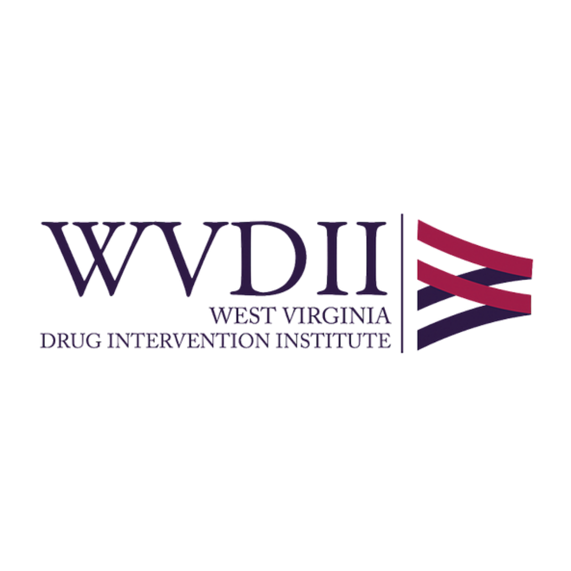 WVDII
WEST VIRGINIA
DRUG INTERVENTION INSTITUTE